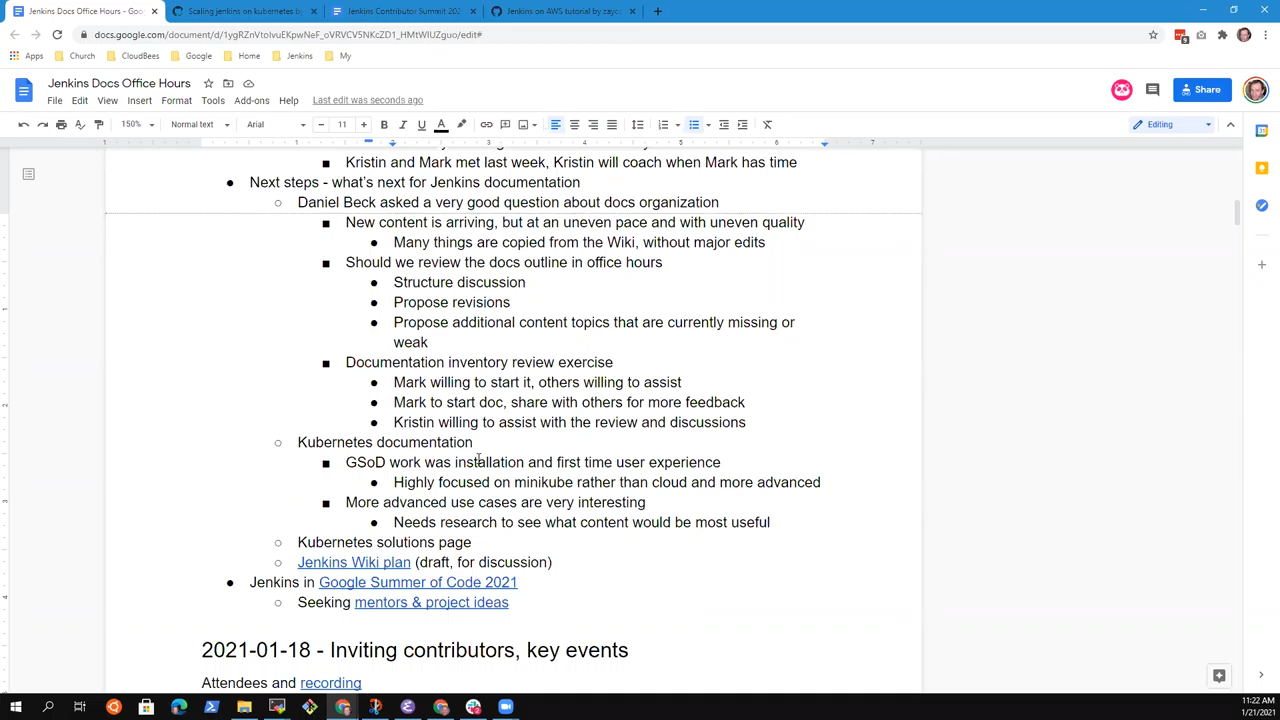 Jenkins Docs Office Hours - Goo
Scaling jenkins on kubernetes b
Jenkins Contributor Summit 202
Jenkins on AWS tutorial by zayc
docs.google.com/document/d/1ygRZnVtoIvuEKpwNeF_oVRVCV5NKcZD1_HMtWIUZguo/edit#
Apps Church CloudBees Google Home Jenkins My
Jenkins Docs Office Hours
File Edit View Insert Format Tools Add-ons Help Last edit was seconds ago
Share
150% Normal text Arial 11 Editing
1 1 2 3 4 5 6 7
■ Kristin and Mark met last week, Kristin will coach when Mark has time
● Next steps - what's next for Jenkins documentation
○ Daniel Beck asked a very good question about docs organization
■ New content is arriving, but at an uneven pace and with uneven quality
● Many things are copied from the Wiki, without major edits
■ Should we review the docs outline in office hours
● Structure discussion
● Propose revisions
● Propose additional content topics that are currently missing or
weak
■ Documentation inventory review exercise
● Mark willing to start it, others willing to assist
● Mark to start doc, share with others for more feedback
● Kristin willing to assist with the review and discussions
○ Kubernetes documentation
■ GSoD work was installation and first time user experience
● Highly focused on minikube rather than cloud and more advanced
■ More advanced use cases are very interesting
● Needs research to see what content would be most useful
○ Kubernetes solutions page
○ Jenkins Wiki plan (draft, for discussion)
● Jenkins in Google Summer of Code 2021
○ Seeking mentors & project ideas
2021-01-18 - Inviting contributors, key events
Attendees and recording
11:22 AM
1/21/2021